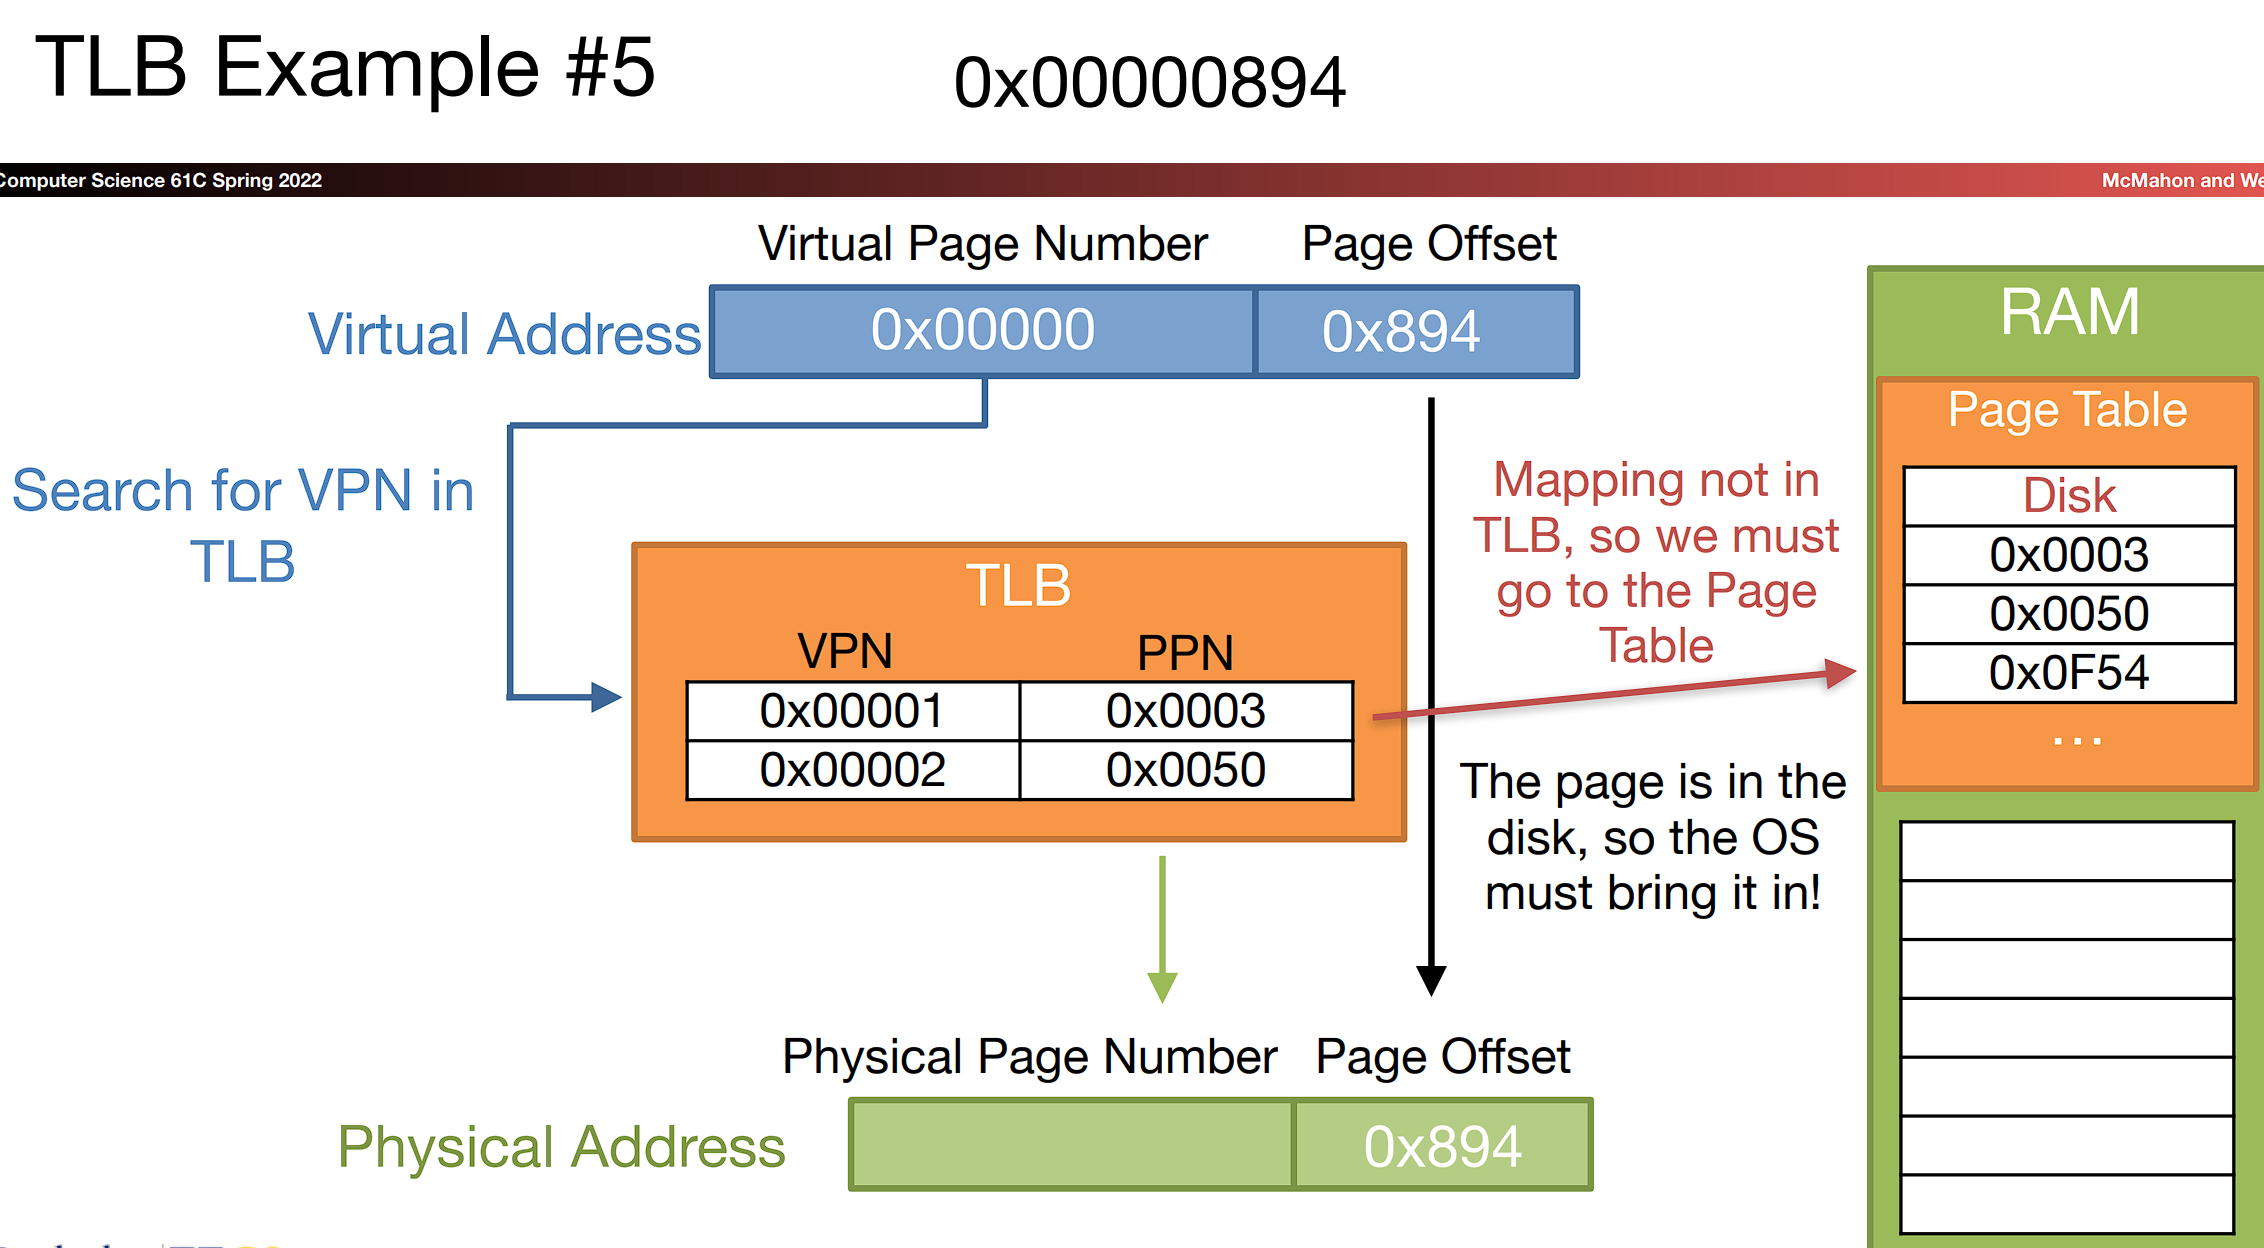 TLB Example #5
0x00000894
Computer Science 61C Spring 2022
McMahon and
Virtual Page Number
Page Offset
Virtual Address
0x00000
0x894
Search for VPN in
TLB
TLB
VPN
PPN
0x00001
0x0003
0x00002
0x0050
Mapping not in
TLB, so we must
go to the Page
Table
The page is in the
disk, so the OS
must bring it in!
RAM
Page Table
Disk
0x0003
0x0050
0x0F54
...
Physical Page Number
Page Offset
Physical Address
0x894